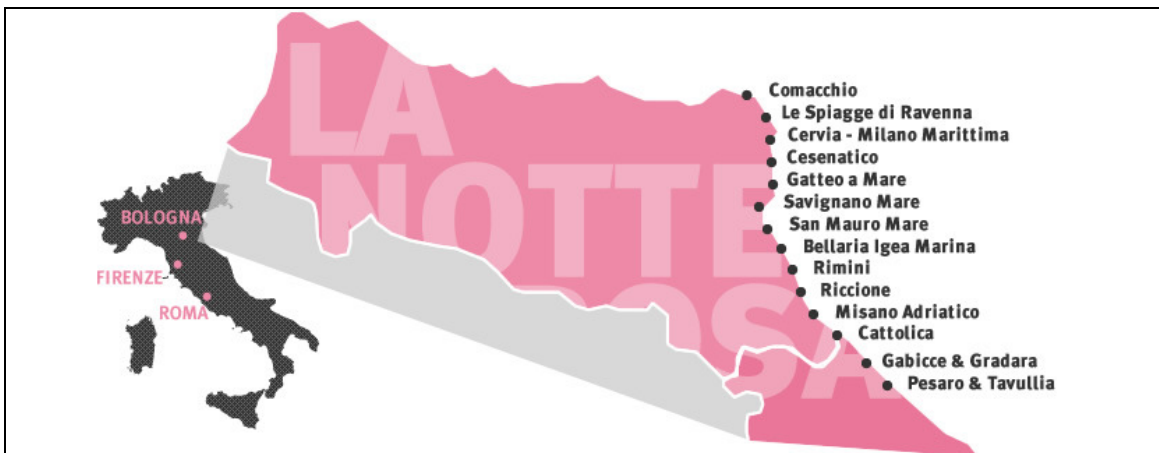 LA
NOTTE
ROSA
Comacchio
Le Spiagge di Ravenna
Cervia - Milano Marittima
Cesenatico
Gatteo a Mare
Savignano Mare
San Mauro Mare
Bellaria Igea Marina
Rimini
Riccione
Misano Adriatico
Cattolica
Gabicce & Gradara
Pesaro & Tavullia
BOLOGNA
FIRENZE
ROMA